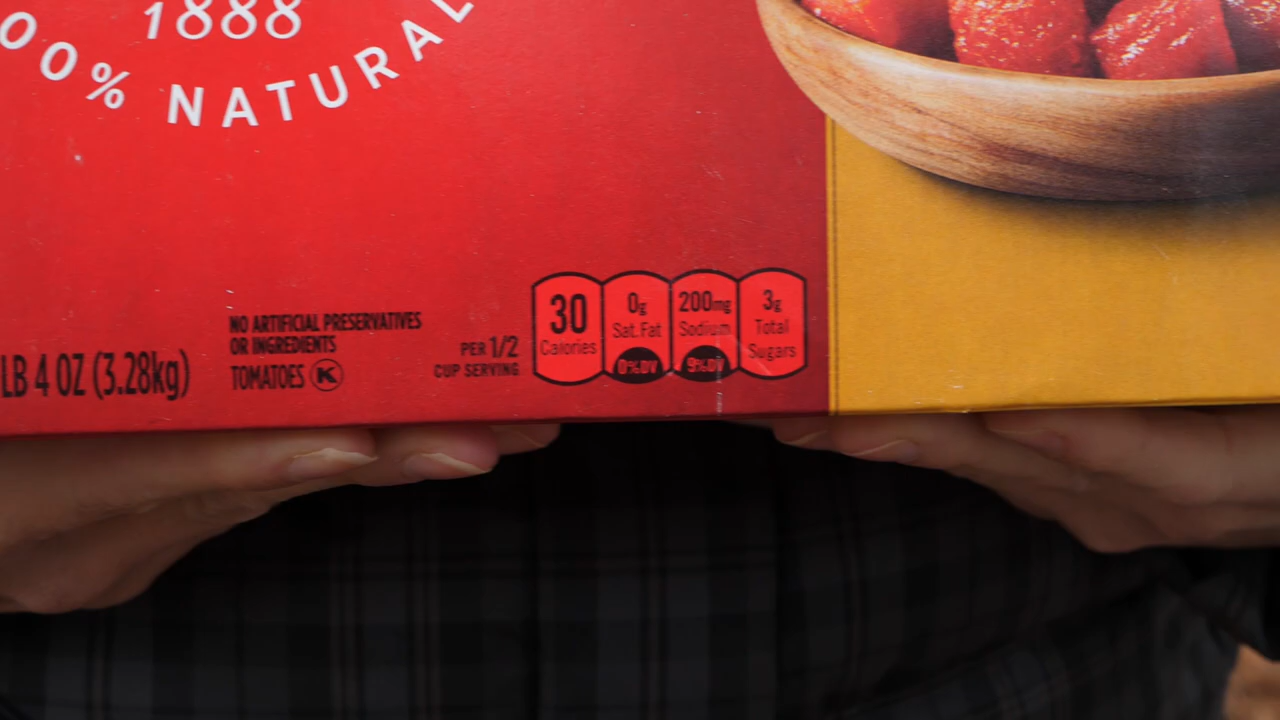 1888
00% NATURAL
LB 4 OZ (3.28kg)
NO ARTIFICIAL PRESERVATIVES
OR INGREDIENTS
TOMATOES K
PER 1/2
CUP SERVING
30
Calories
0g
Sat.Fat
0%DV
200mg
Sodium
9%DV
3g
Total
Sugars